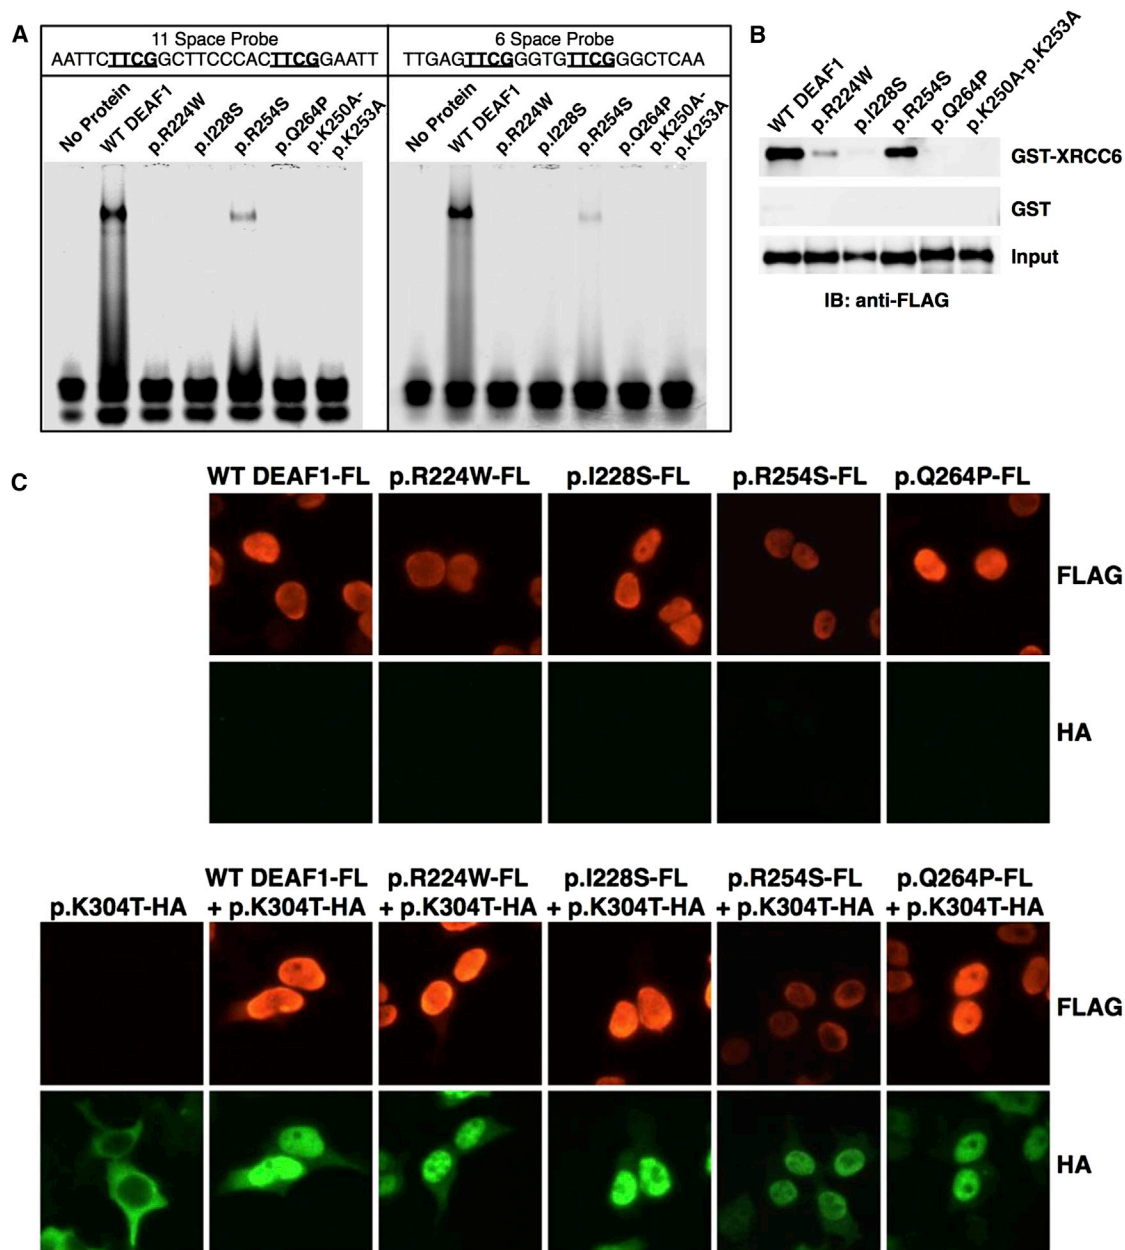 A
11 Space Probe
AATTCTTCGGCTTCCCACTTCGGAATT
6 Space Probe
TTGAGTTCGGGTGTTCGGGCTCAA
No Protein
WT DEAF1
p.R224W
p.I228S
p.R254S
p.Q264P
p.K250A-
p.K253A
No Protein
WT DEAF1
p.R224W
p.I228S
p.R254S
p.Q264P
p.K250A-
p.K253A
B
WT DEAF1
p.R224W
p.I228S
p.R254S
p.Q264P
p.K250A-p.K253A
GST-XRCC6
GST
Input
IB: anti-FLAG
C
WT DEAF1-FL p.R224W-FL p.I228S-FL p.R254S-FL p.Q264P-FL
FLAG
HA
p.K304T-HA
WT DEAF1-FL
+ p.K304T-HA
p.R224W-FL
+ p.K304T-HA
p.I228S-FL
+ p.K304T-HA
p.R254S-FL
+ p.K304T-HA
p.Q264P-FL
+ p.K304T-HA
FLAG
HA